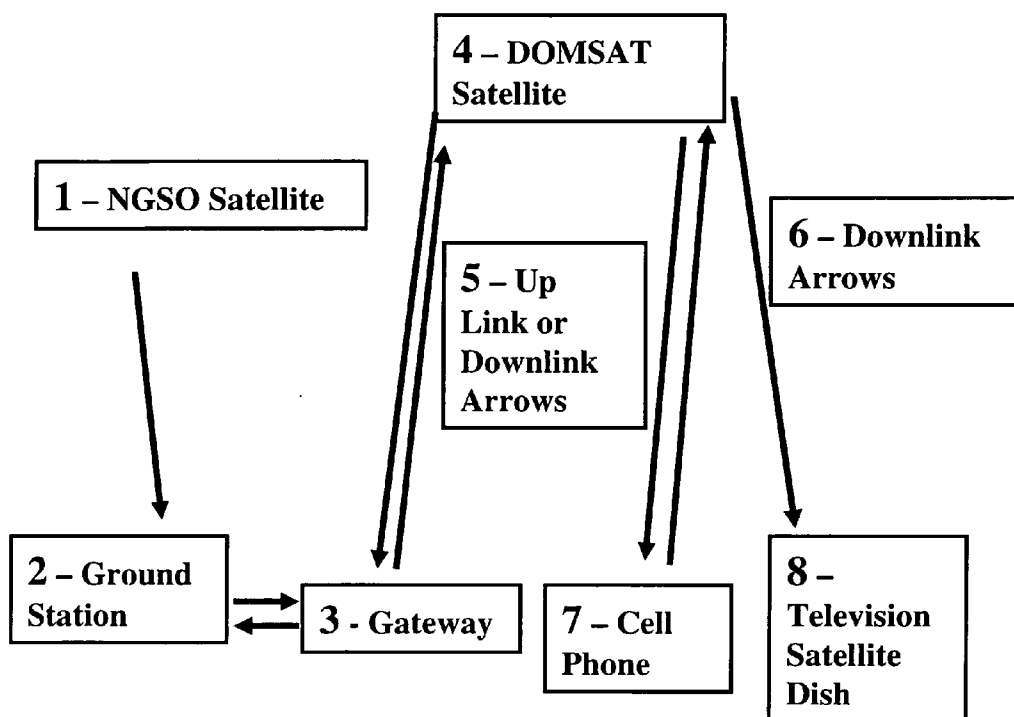 4 – DOMSAT
Satellite
1 – NGSO Satellite
5 – Up
Link or
Downlink
Arrows
6 – Downlink
Arrows
2 – Ground
Station
3 - Gateway
7 – Cell
Phone
8 –
Television
Satellite
Dish